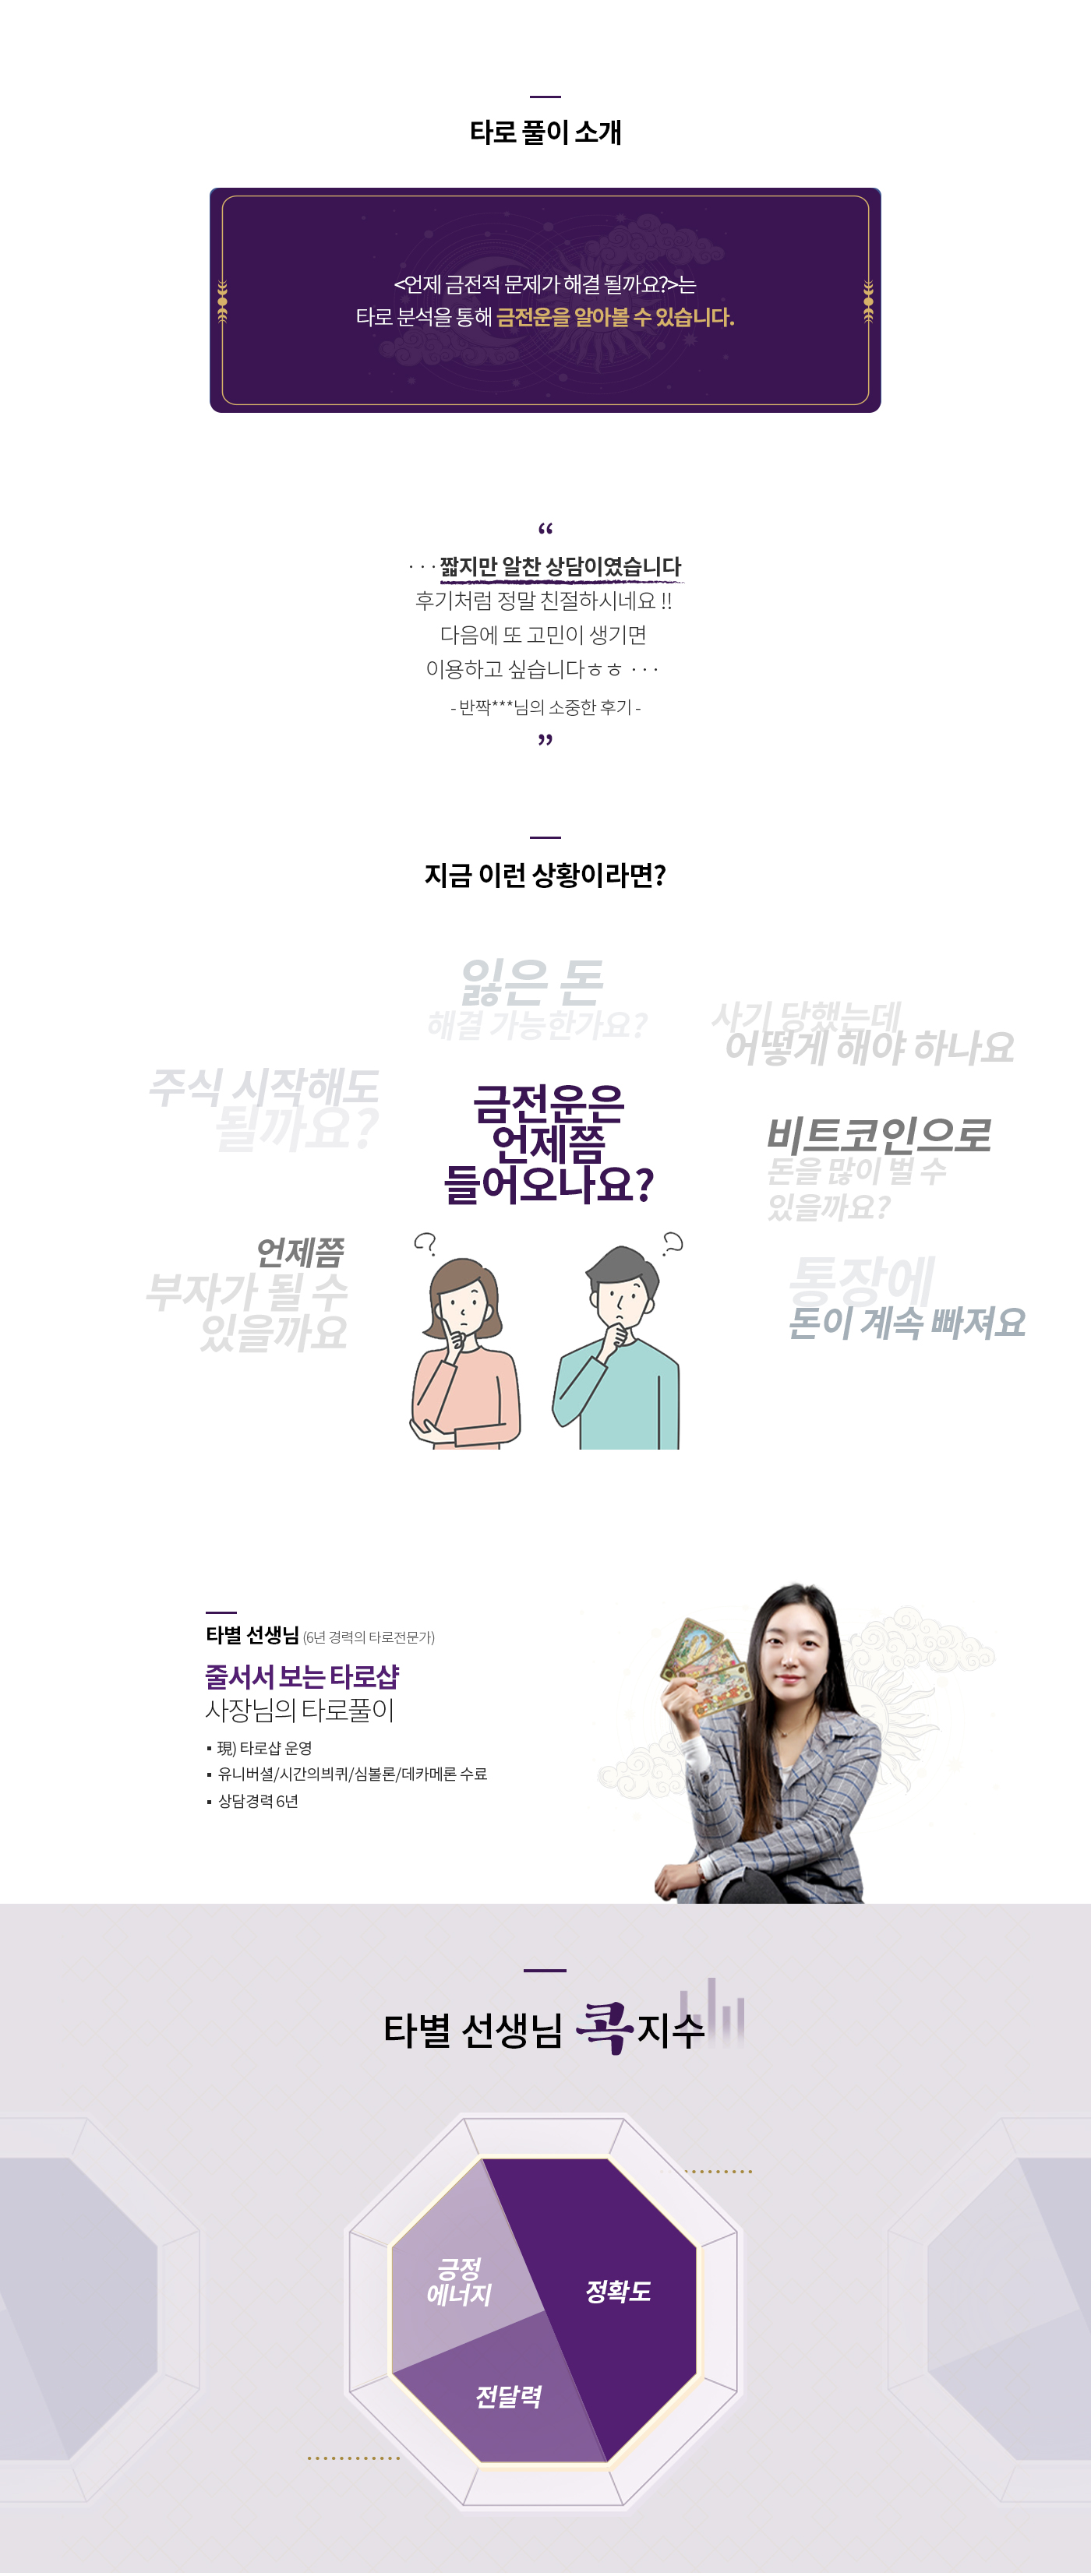 타로 풀이 소개
<언제 금전적 문제가 해결 될까요?>는
타로 분석을 통해 금전운을 알아볼 수 있습니다.
“
· · · 짧지만 알찬 상담이였습니다
후기처럼 정말 친절하시네요 !!
다음에 또 고민이 생기면
이용하고 싶습니다ㅎㅎ · · ·
- 반짝***님의 소중한 후기 -
”
지금 이런 상황이라면?
잃은 돈
해결 가능한가요?
사기 당했는데
어떻게 해야 하나요
주식 시작해도
될까요?
금전운은
언제쯤
들어오나요?
비트코인으로
돈을 많이 벌 수
있을까요?
언제쯤
부자가 될 수
있을까요
통장에
돈이 계속 빠져요
타별 선생님 (6년 경력의 타로전문가)
줄서서 보는 타로샵
사장님의 타로풀이
▪ 現) 타로샵 운영
▪ 유니버셜/시간의븨퀴/심볼론/데카메론 수료
▪ 상담경력 6년
타별 선생님 콕지수
긍정
에너지
정확도
전달력